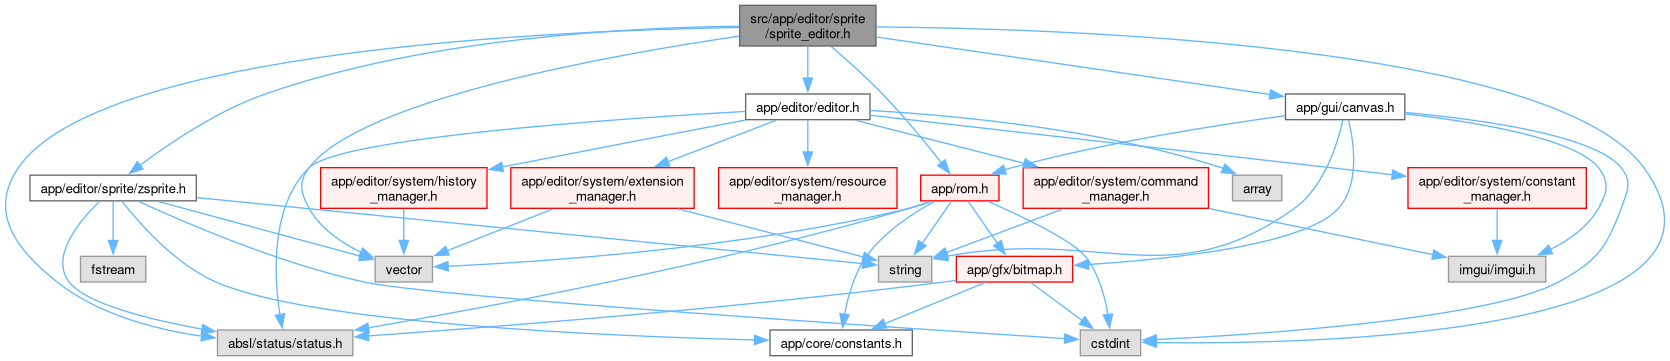 src/app/editor/sprite
/sprite_editor.h
app/editor/editor.h
app/gui/canvas.h
app/editor/sprite/zsprite.h
app/editor/system/history
_manager.h
app/editor/system/extension
_manager.h
app/editor/system/resource
_manager.h
app/rom.h
app/editor/system/command
_manager.h
array
app/editor/system/constant
_manager.h
fstream
vector
string
app/gfx/bitmap.h
imgui/imgui.h
absl/status/status.h
app/core/constants.h
cstdint